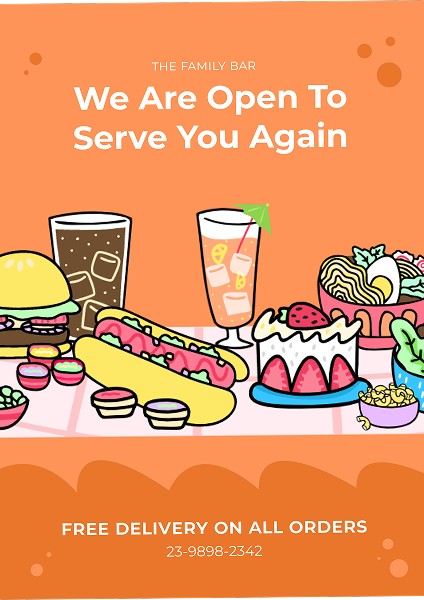 THE FAMILY BAR
We Are Open To
Serve You Again
FREE DELIVERY ON ALL ORDERS
23-9898-2342